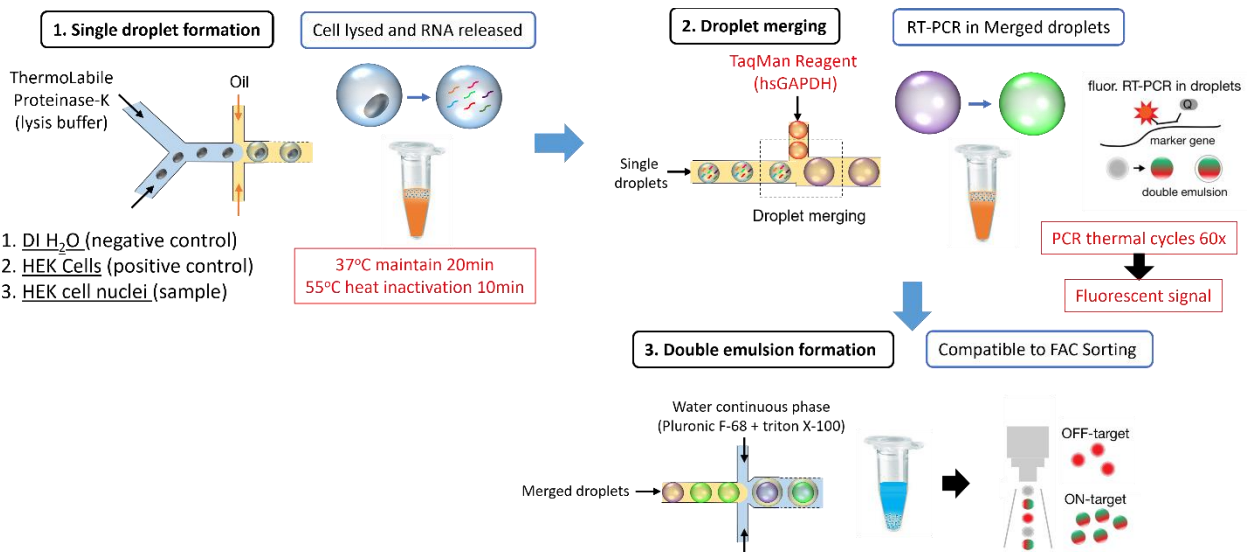 1. Single droplet formation
Cell lysed and RNA released
ThermoLabile
Proteinase-K
(lysis buffer)
Oil
1. DI H2O (negative control)
2. HEK Cells (positive control)
3. HEK cell nuclei (sample)
37°C maintain 20min
55°C heat inactivation 10min
2. Droplet merging
RT-PCR in Merged droplets
TaqMan Reagent
(hsGAPDH)
Single
droplets
Droplet merging
fluor. RT-PCR in droplets
Q
marker gene
double emulsion
PCR thermal cycles 60x
Fluorescent signal
3. Double emulsion formation
Compatible to FAC Sorting
Water continuous phase
(Pluronic F-68 + triton X-100)
Merged droplets
OFF-target
ON-target